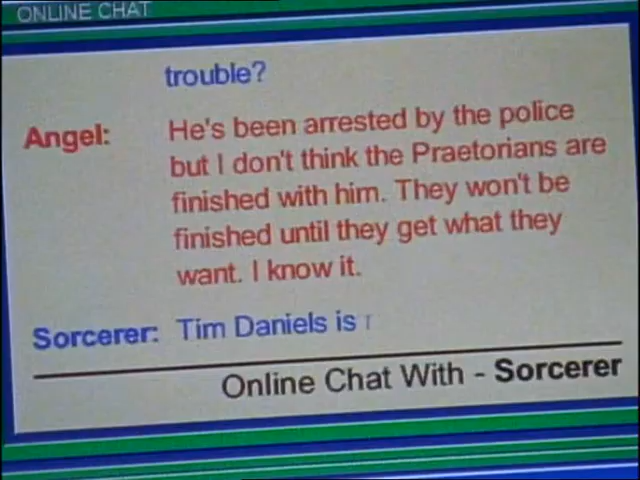 ONLINE CHAT
trouble?
Angel: He's been arrested by the police
but I don't think the Praetorians are
finished with him. They won't be
finished until they get what they
want. I know it.
Sorcerer: Tim Daniels is
Online Chat With - Sorcerer